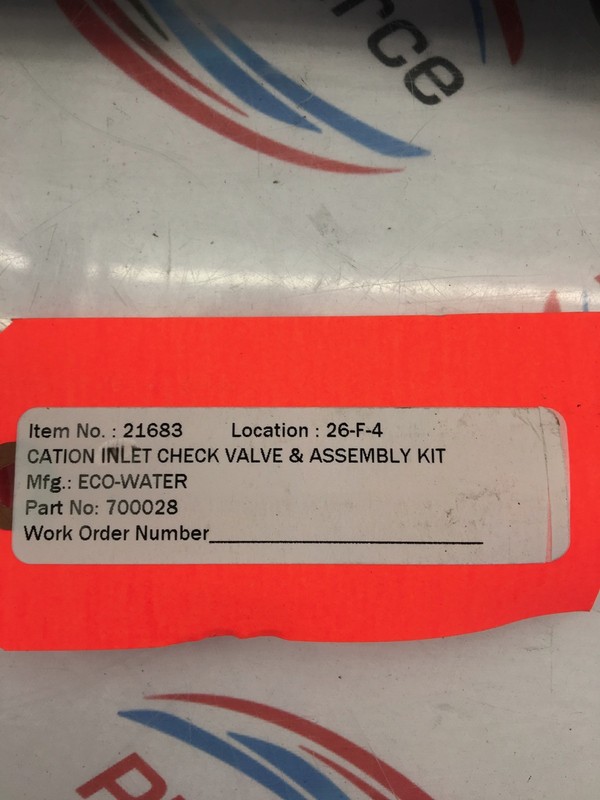 rce
Item No. : 21683 Location : 26-F-4
CATION INLET CHECK VALVE & ASSEMBLY KIT
Mfg.: ECO-WATER
Part No: 700028
Work Order Number